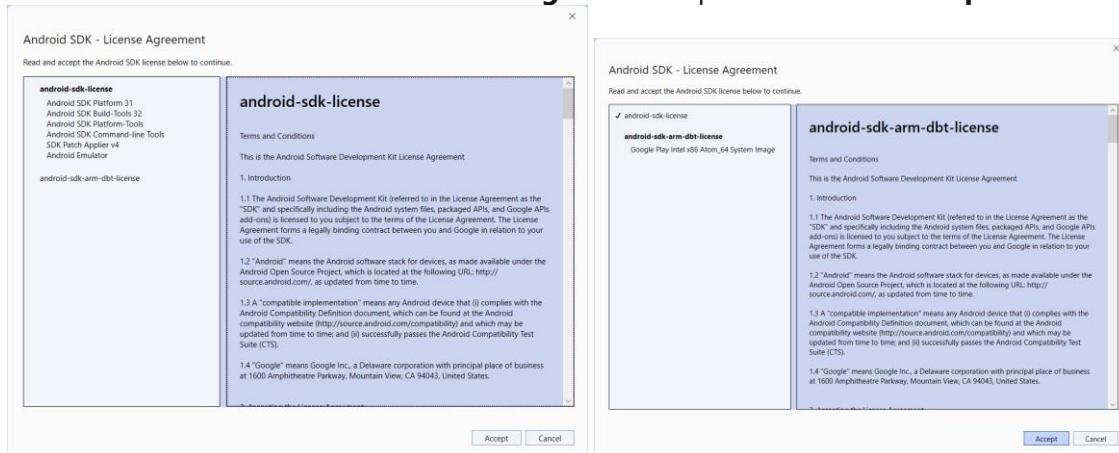 Android SDK - License Agreement
Read and accept the Android SDK license below to continue.
android-sdk-license
Android SDK Platform 31
Android SDK Build-Tools 32
Android SDK Platform-Tools
Android SDK Command-line Tools
SDK Patch Applier v4
Android Emulator
android-sdk-arm-dbt-license
android-sdk-license
Terms and Conditions
This is the Android Software Development Kit License Agreement
1. Introduction
1.1 The Android Software Development Kit (referred to in the License Agreement as the
"SDK" and specifically including the Android system files, packaged APIs, and Google APIs
add-ons) is licensed to you subject to the terms of the License Agreement. The License
Agreement forms a legally binding contract between you and Google in relation to your
use of the SDK.
1.2 "Android" means the Android software stack for devices, as made available under the
Android Open Source Project, which is located at the following URL: http://
source.android.com/, as updated from time to time.
1.3 A "compatible implementation" means any Android device that (i) complies with the
Android Compatibility Definition document, which can be found at the Android
compatibility website (http://source.android.com/compatibility) and which may be
updated from time to time; and (ii) successfully passes the Android Compatibility Test
Suite (CTS).
1.4 "Google" means Google Inc., a Delaware corporation with principal place of business
at 1600 Amphitheatre Parkway, Mountain View, CA 94043, United States.
Accept
Cancel
Android SDK - License Agreement
Read and accept the Android SDK license below to continue.
✓ android-sdk-license
android-sdk-arm-dbt-license
Google Play Intel x86 Atom_64 System Image
android-sdk-arm-dbt-license
Terms and Conditions
This is the Android Software Development Kit License Agreement
1. Introduction
1.1 The Android Software Development Kit (referred to in the License Agreement as the
"SDK" and specifically including the Android system files, packaged APIs, and Google APIs
add-ons) is licensed to you subject to the terms of the License Agreement. The License
Agreement forms a legally binding contract between you and Google in relation to your
use of the SDK.
1.2 "Android" means the Android software stack for devices, as made available under the
Android Open Source Project, which is located at the following URL: http://
source.android.com/, as updated from time to time.
1.3 A "compatible implementation" means any Android device that (i) complies with the
Android Compatibility Definition document, which can be found at the Android
compatibility website (http://source.android.com/compatibility) and which may be
updated from time to time; and (ii) successfully passes the Android Compatibility Test
Suite (CTS).
1.4 "Google" means Google Inc., a Delaware corporation with principal place of business
at 1600 Amphitheatre Parkway, Mountain View, CA 94043, United States.
Accept
Cancel